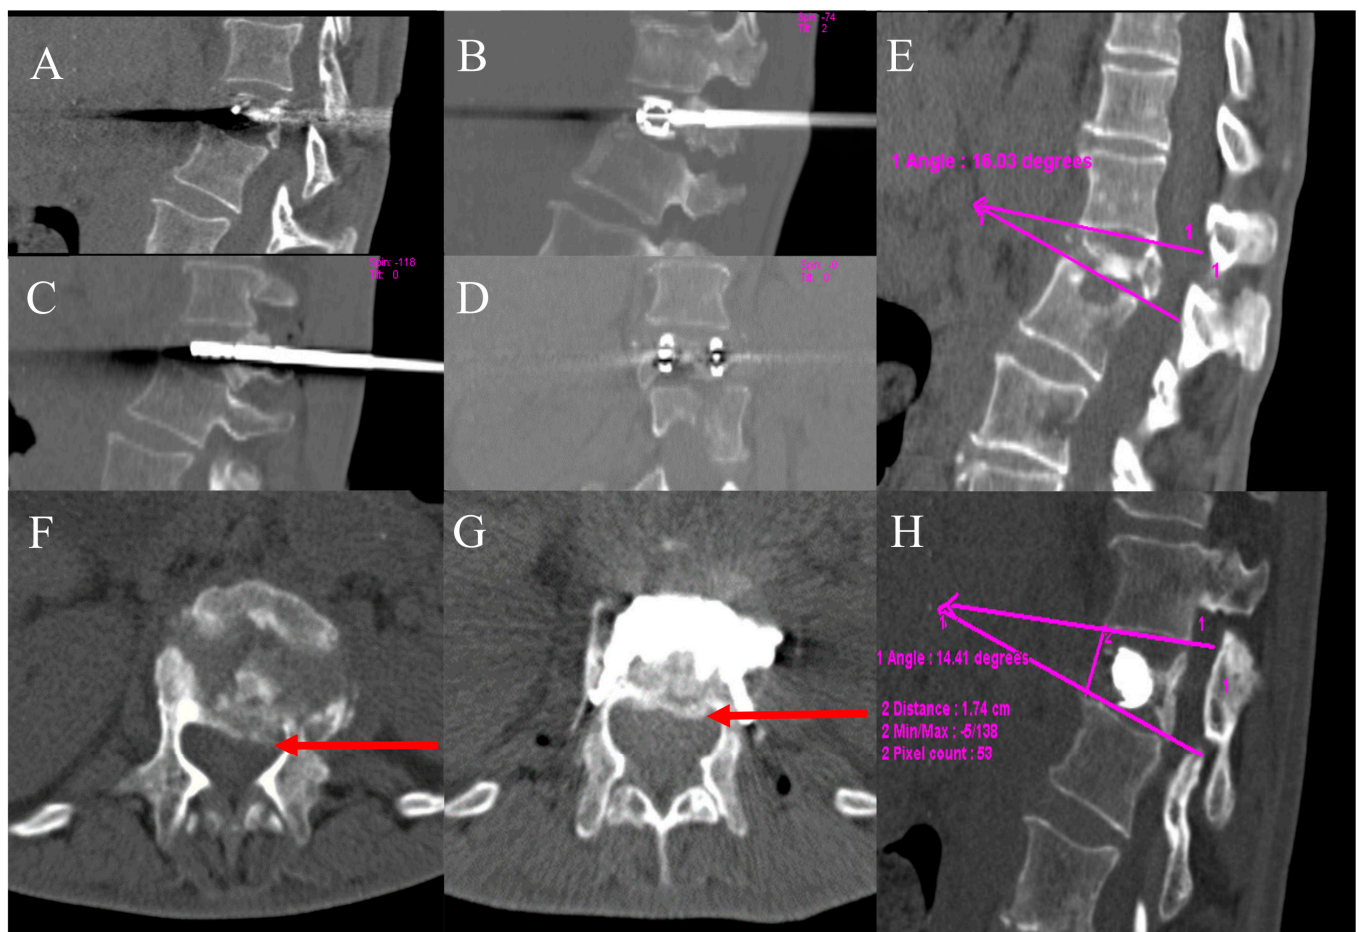 A
B
Spin: -74
Tilt: 2
E
1 Angle : 16.03 degrees
1
1
C
Spin: -118
Tilt: 0
D
Spin: -0
Tilt: 0
F
G
H
1
2
1
1 Angle : 14.41 degrees
1
2 Distance : 1.74 cm
2 Min/Max : -5/138
2 Pixel count : 53